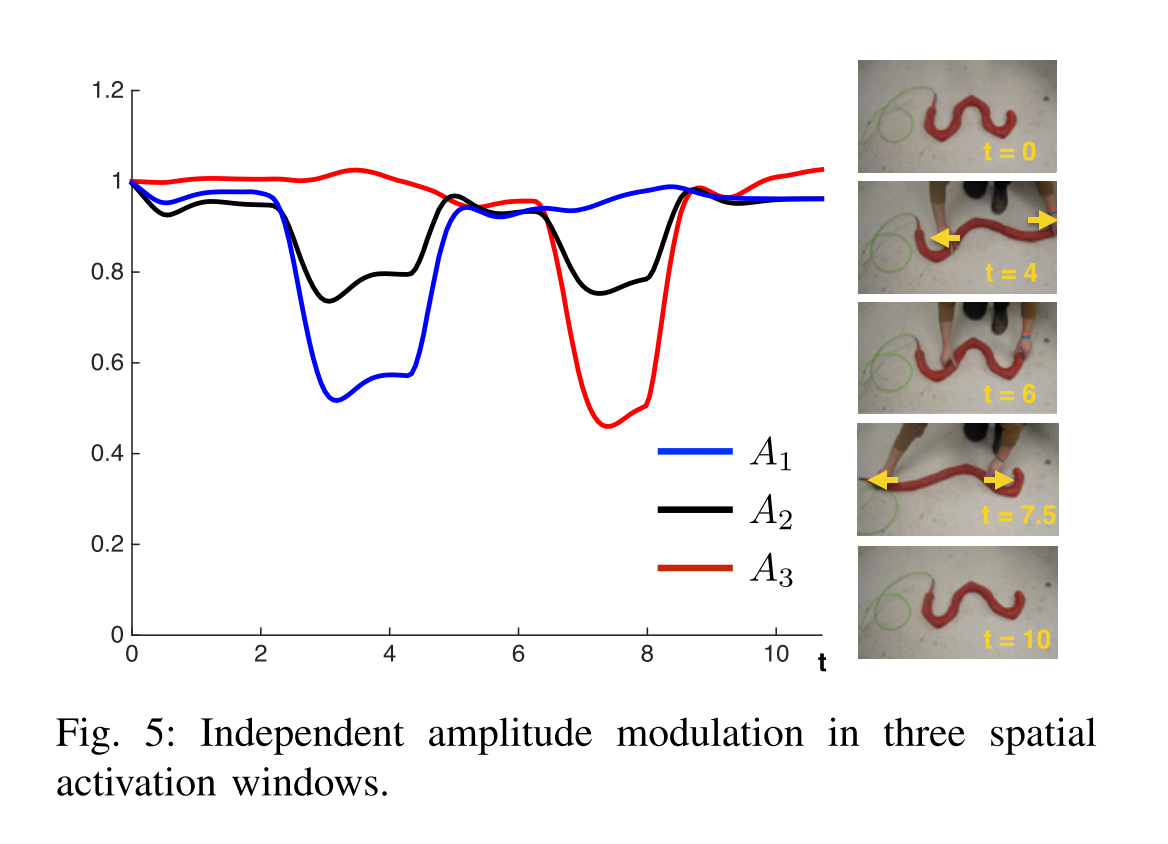 1.2
1
0.8
0.6
0.4
0.2
0
0 2 4 6 8 10
t
A1
A2
A3
t = 0
t = 4
t = 6
t = 7.5
t = 10
Fig. 5: Independent amplitude modulation in three spatial
activation windows.